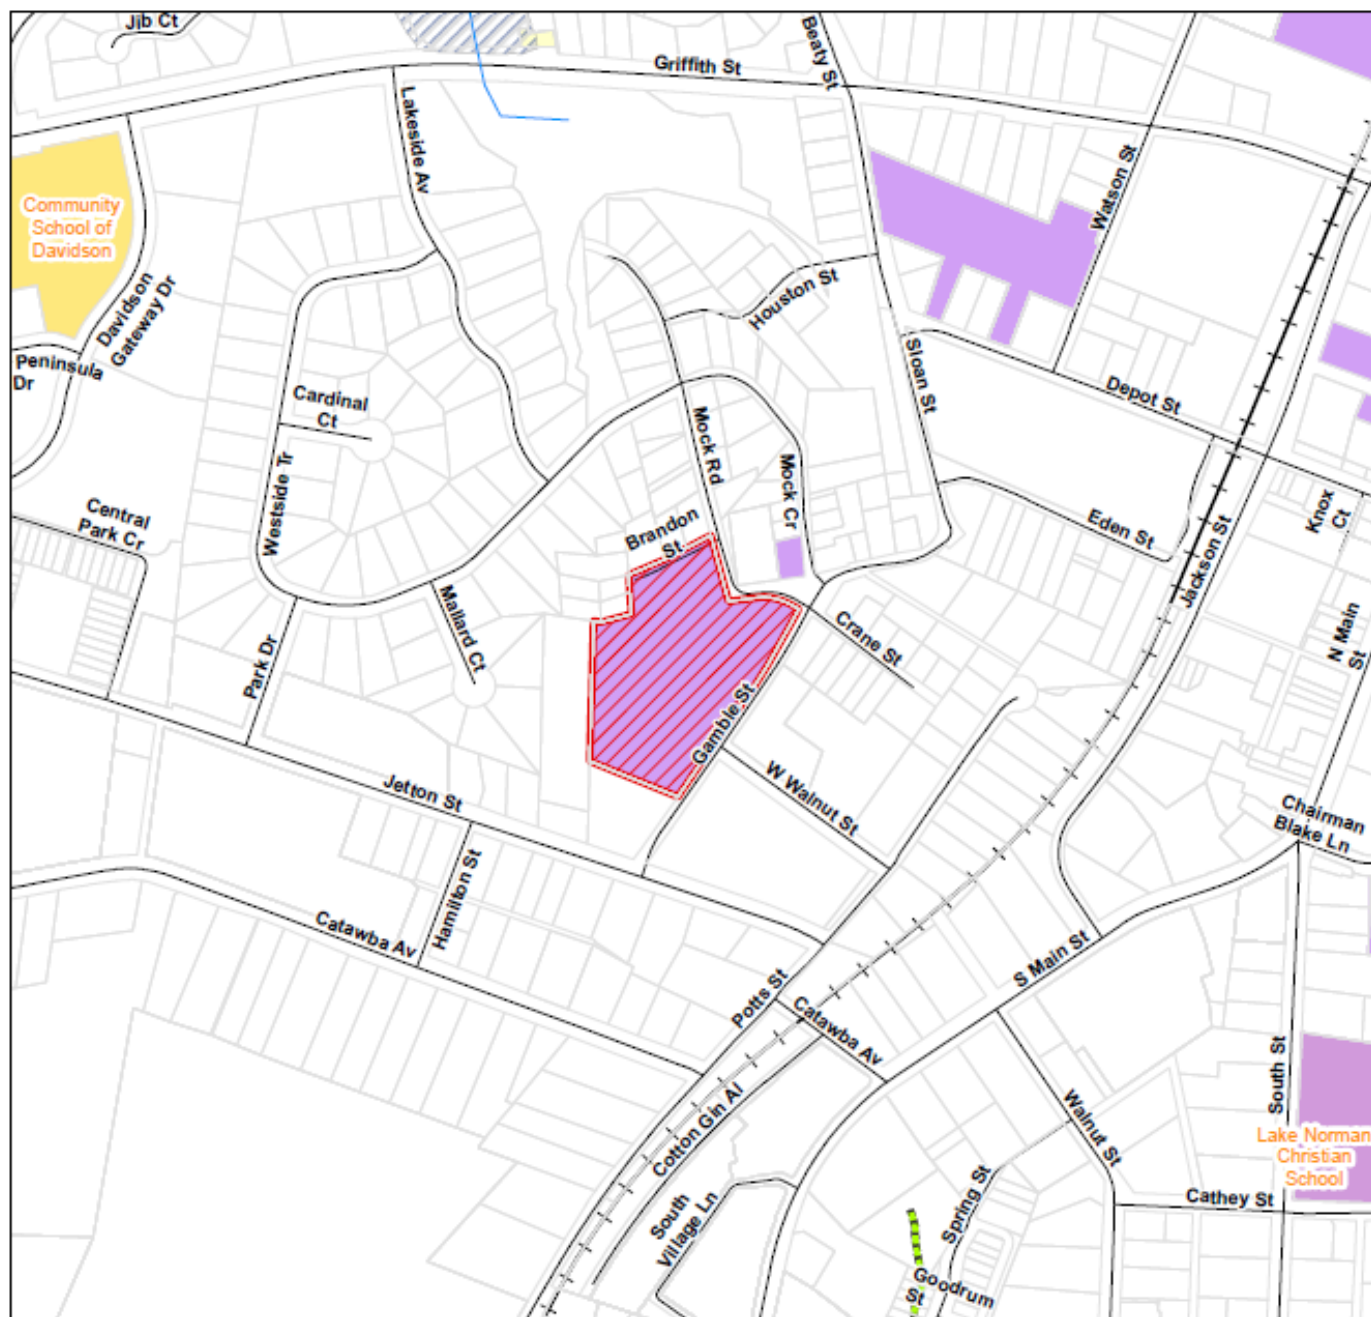 Jib Ct
Griffith St
Beaty St
Lakeside Av
Watson St
Community
School of
Davidson
Davidson
Gateway Dr
Houston St
Peninsula
Dr
Sloan St
Depot St
Cardinal
Ct
Mock Rd
Mock Cr
Westside Tr
Central
Park Cr
Brandon
St
Eden St
Knox
Ct
Jackson St
Mallard Ct
Crane St
N Main
St
Park Dr
Gamble St
W Walnut St
Jetton St
Chairman
Blake Ln
Hamilton St
Catawba Av
S Main St
Potts St
Catawba Av
Cotton Gin Al
Walnut St
South St
Lake Norman
Christian
School
Spring St
Cathey St
South
Village Ln
Goodrum
St